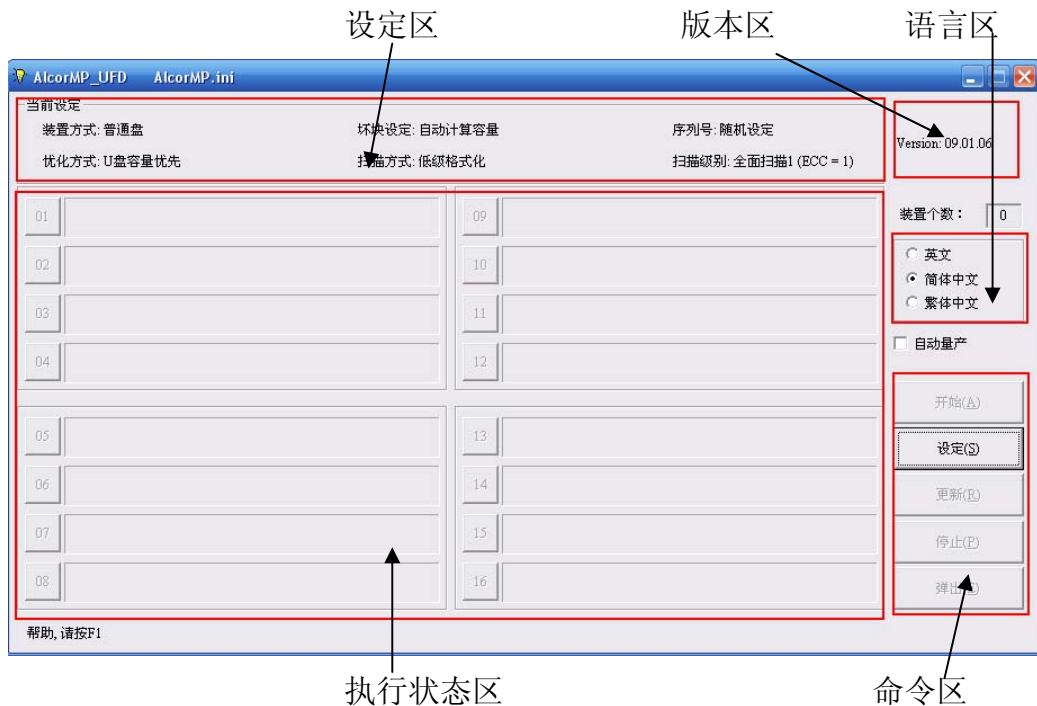 设定区
版本区
语言区
AlcorMP_UFD AlcorMP.ini
当前设定
装置方式: 普通盘
坏块设定: 自动计算容量
序列号: 随机设定
优化方式: U盘容量优先
扫描方式: 低级格式化
扫描级别: 全面扫描1 (ECC = 1)
Version: 09.01.06
装置个数： 0
英文
简体中文
繁体中文
自动量产
01
02
03
04
09
10
11
12
05
06
07
08
13
14
15
16
开始(A)
设定(S)
更新(R)
停止(P)
弹出
帮助, 请按F1
执行状态区
命令区